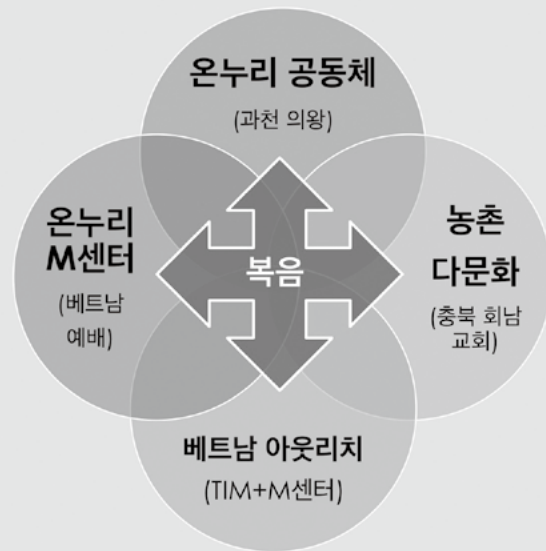 온누리 공동체
(과천 의왕)
온누리
M센터
(베트남
예배)
복음
농촌
다문화
(충북 회남
교회)
베트남 아웃리치
(TIM+M센터)